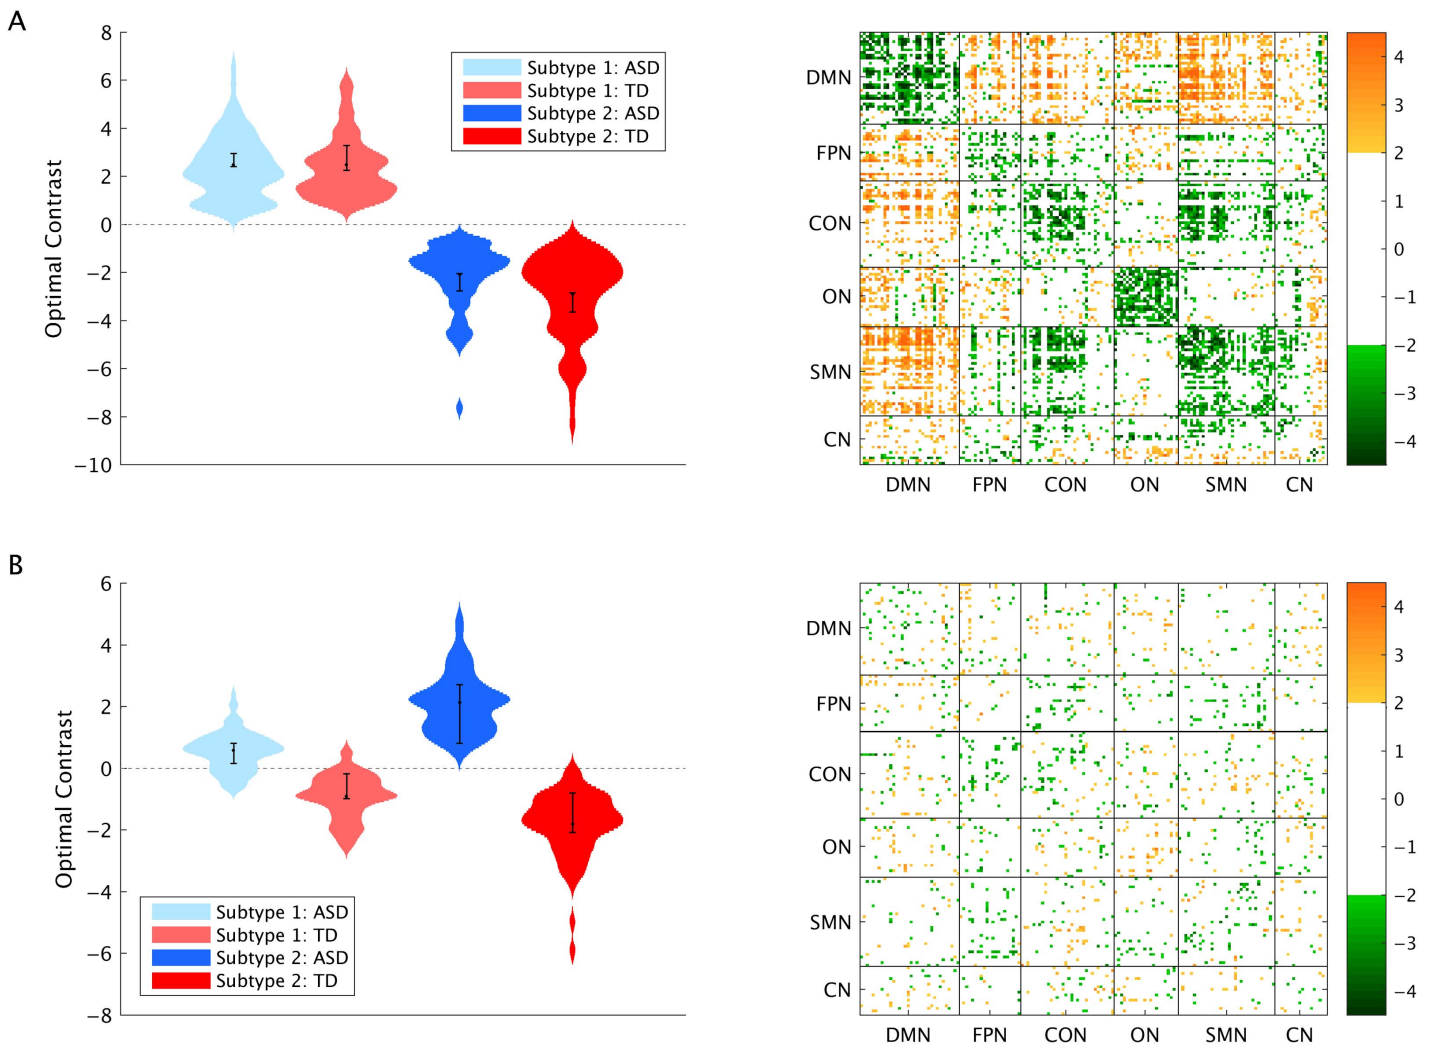 A
8
6
4
2
0
−2
−4
−6
−8
−10
Optimal Contrast
Subtype 1: ASD
Subtype 1: TD
Subtype 2: ASD
Subtype 2: TD
DMN
FPN
CON
ON
SMN
CN
DMN FPN CON ON SMN CN
4
3
2
1
0
−1
−2
−3
−4
B
6
4
2
0
−2
−4
−6
−8
Optimal Contrast
Subtype 1: ASD
Subtype 1: TD
Subtype 2: ASD
Subtype 2: TD
DMN
FPN
CON
ON
SMN
CN
DMN FPN CON ON SMN CN
4
3
2
1
0
−1
−2
−3
−4